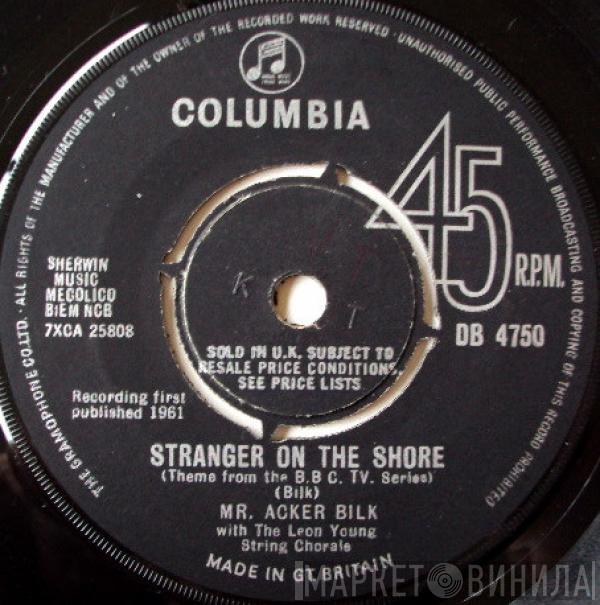 THE GRAMOPHONE CO. LTD. · ALL RIGHTS OF THE MANUFACTURER AND OF THE OWNER OF THE RECORDED WORK RESERVED · UNAUTHORISED PUBLIC PERFORMANCE BROADCASTING AND COPYING OF THIS RECORD PROHIBITED
COLUMBIA
45
R.P.M.
DB 4750
SHERWIN
MUSIC
MECOLICO
BIEM NCB
7XCA 25808
K T
SOLD IN U.K. SUBJECT TO
RESALE PRICE CONDITIONS,
SEE PRICE LISTS
Recording first
published 1961
STRANGER ON THE SHORE
(Theme from the B.B C. TV. Series)
(Bilk)
MR. ACKER BILK
with The Leon Young
String Chorale
MADE IN GT. BRITAIN
МАРКЕТ ВИНИЛА